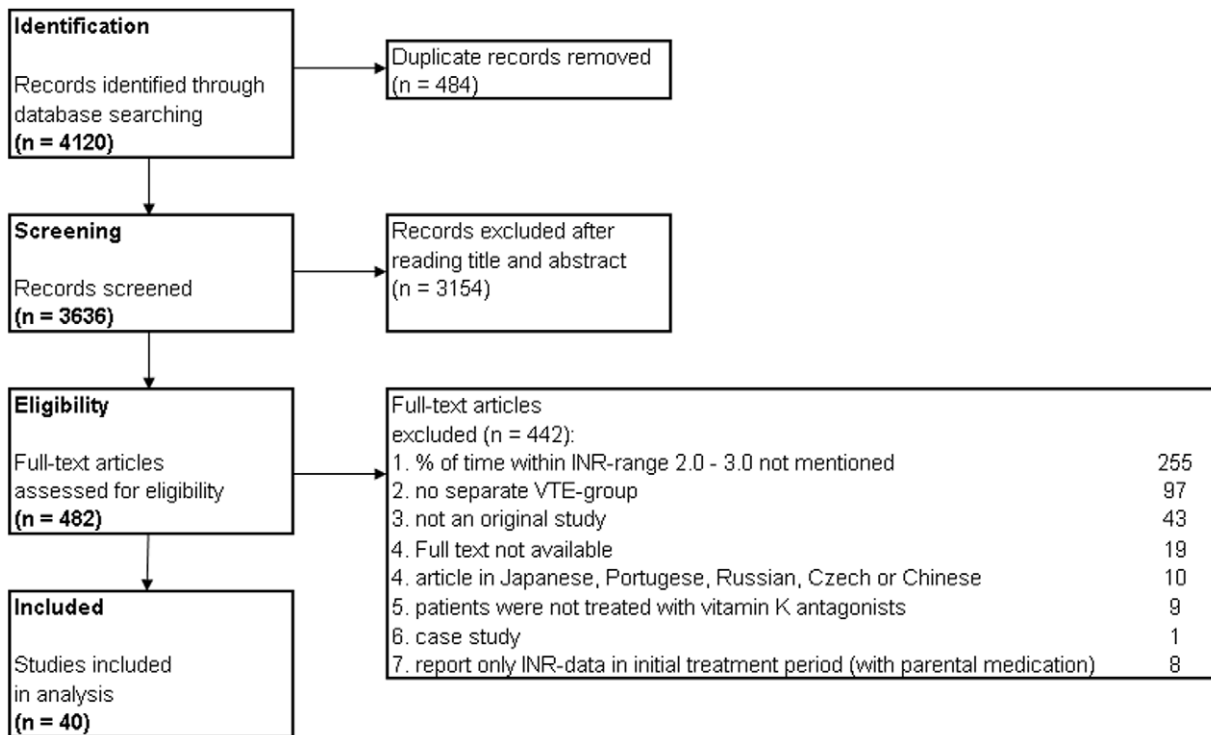 Identification
Records identified through
database searching
(n = 4120)
Duplicate records removed
(n = 484)
Screening
Records screened
(n = 3636)
Records excluded after
reading title and abstract
(n = 3154)
Eligibility
Full-text articles
assessed for eligibility
(n = 482)
Full-text articles
excluded (n = 442):
1. % of time within INR-range 2.0 - 3.0 not mentioned 255
2. no separate VTE-group 97
3. not an original study 43
4. Full text not available 19
4. article in Japanese, Portugese, Russian, Czech or Chinese 10
5. patients were not treated with vitamin K antagonists 9
6. case study 1
7. report only INR-data in initial treatment period (with parental medication) 8
Included
Studies included
in analysis
(n = 40)